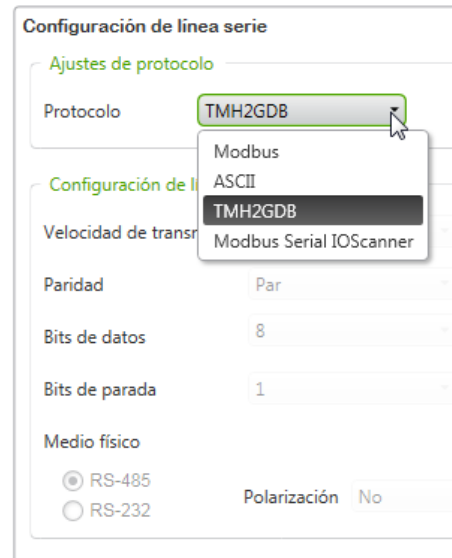 Configuración de línea serie
Ajustes de protocolo
Protocolo TMH2GDB
Modbus
ASCII
TMH2GDB
Modbus Serial IOScanner
Configuración de
Velocidad de
Paridad Par
Bits de datos 8
Bits de parada 1
Medio físico
RS-485
RS-232
Polarización No